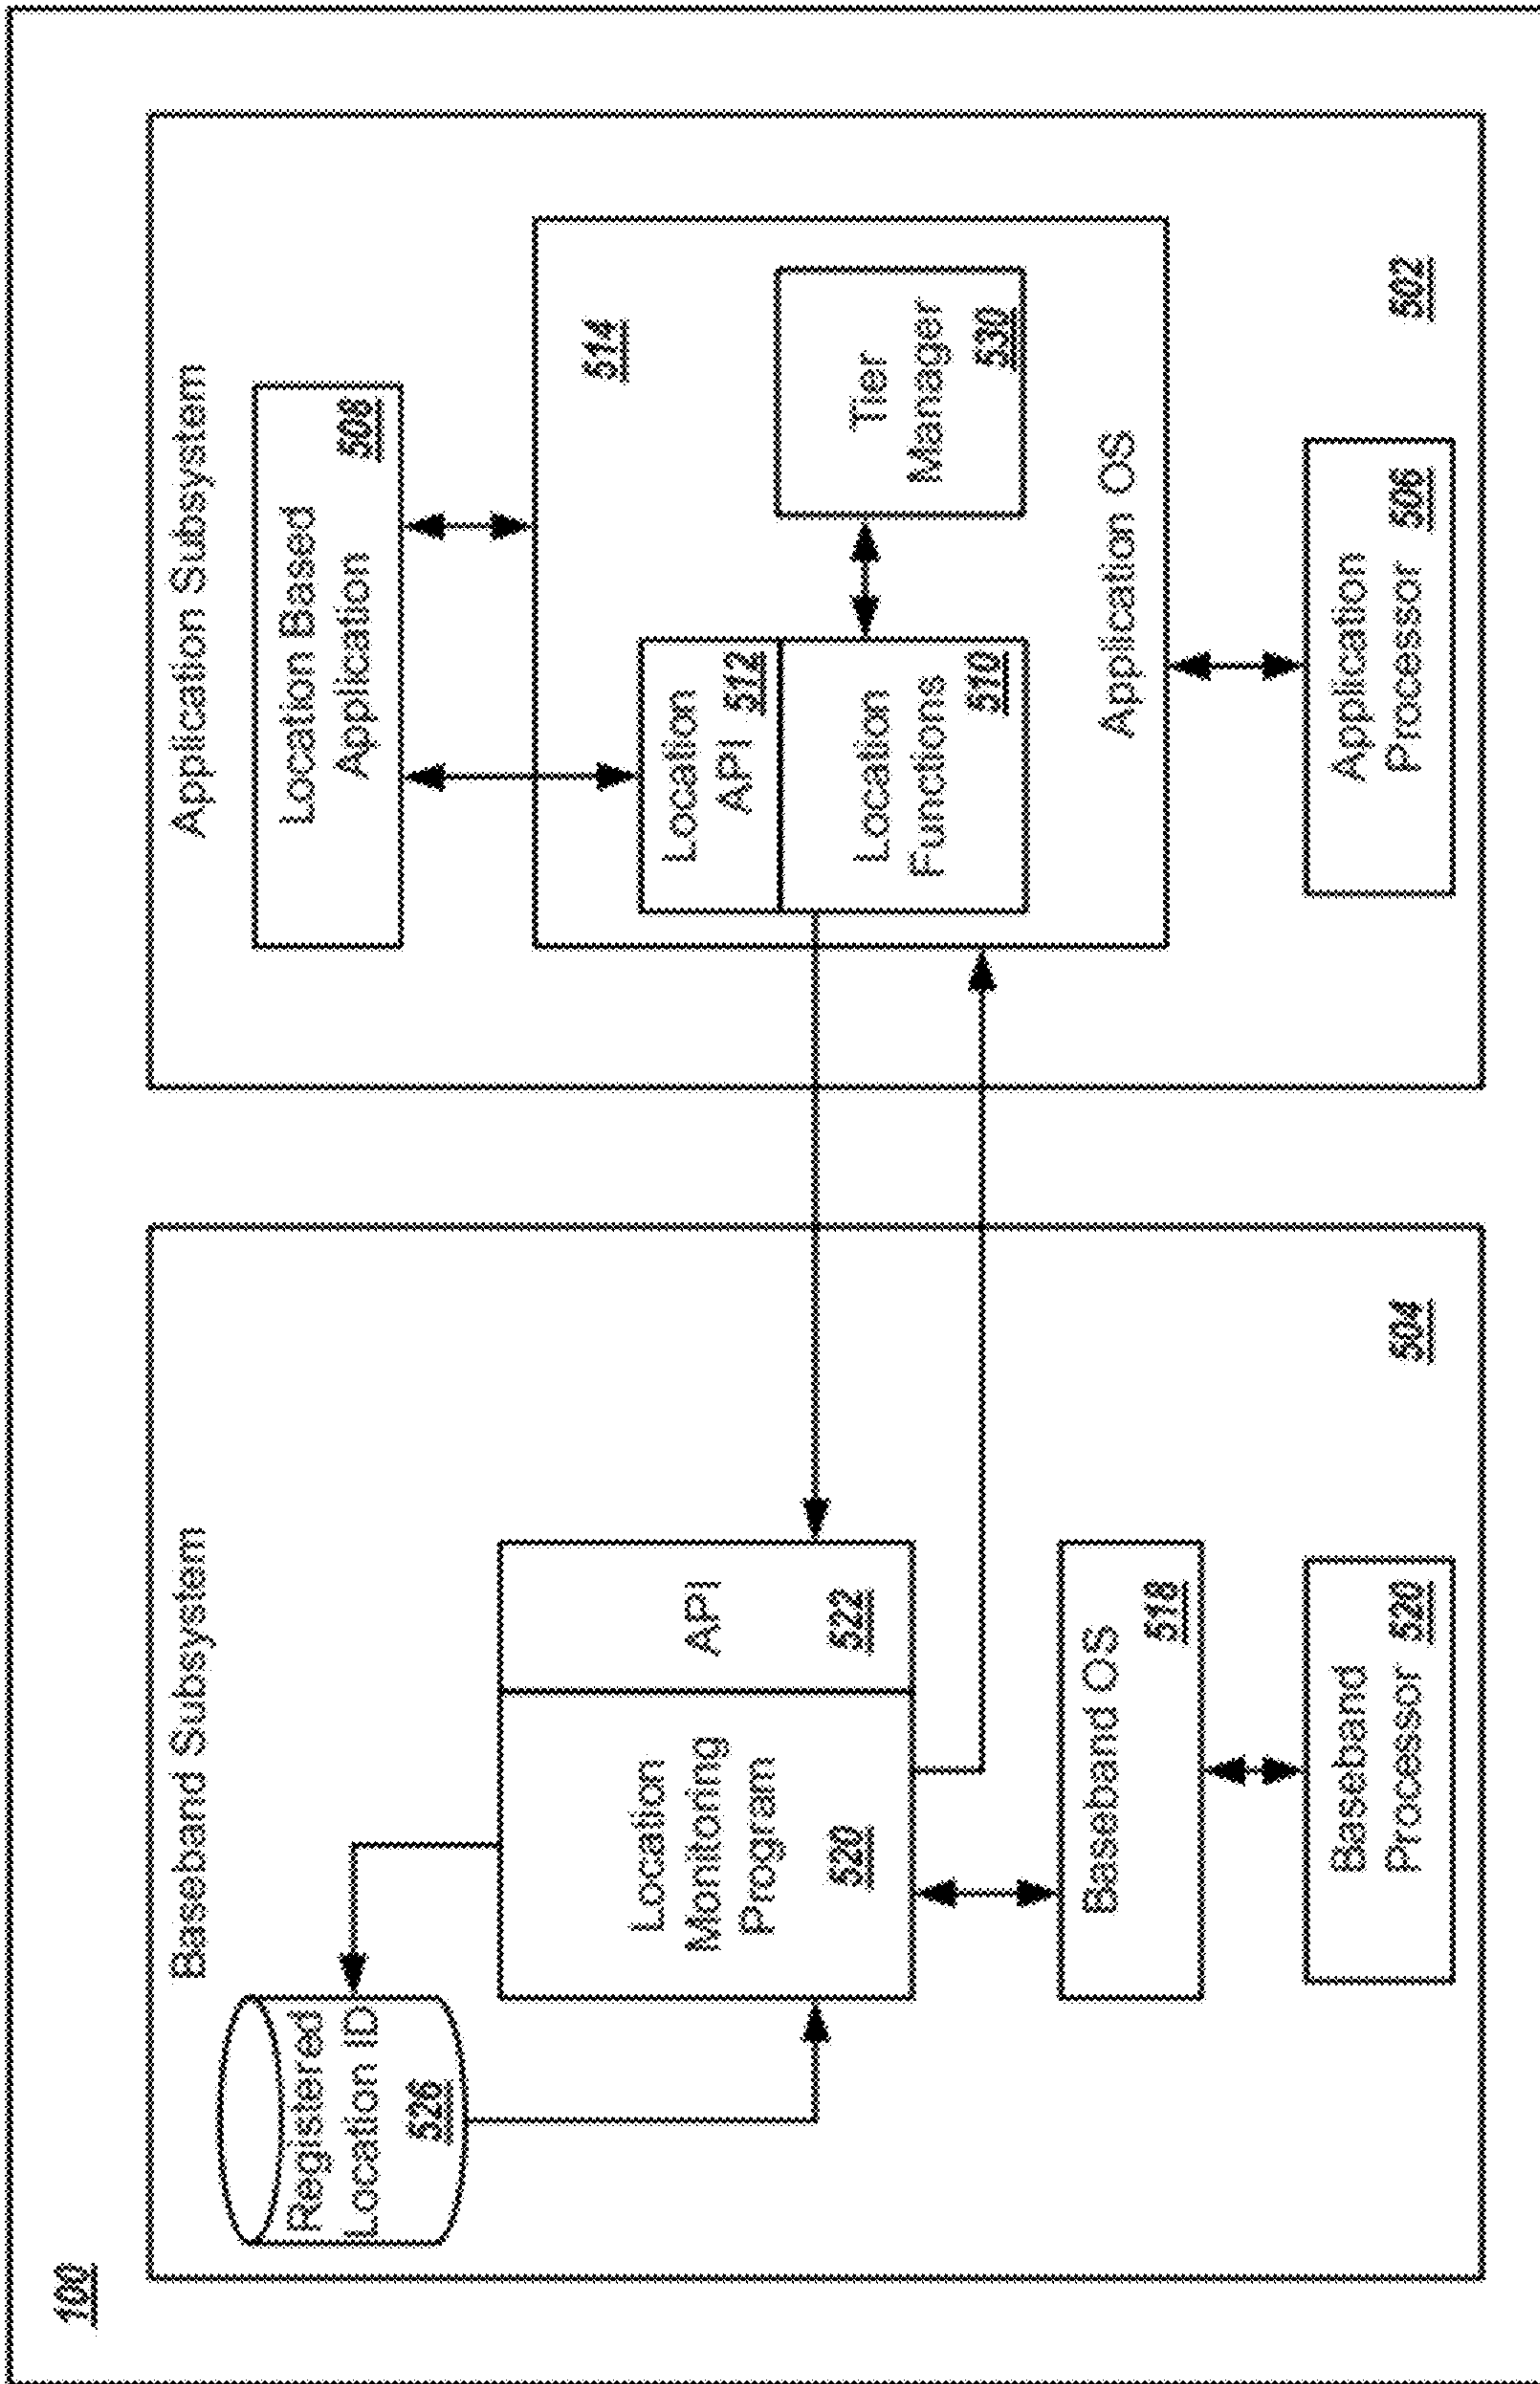 100
Baseband Subsystem
Registered
Location ID
526
Location
Monitoring
Program
520
API
522
Baseband OS
518
Baseband
Processor
520
504
Application Subsystem
Location Based
Application
508
514
Location
API
512
Location
Functions
510
Tier
Manager
530
Application OS
Application
Processor
506
502